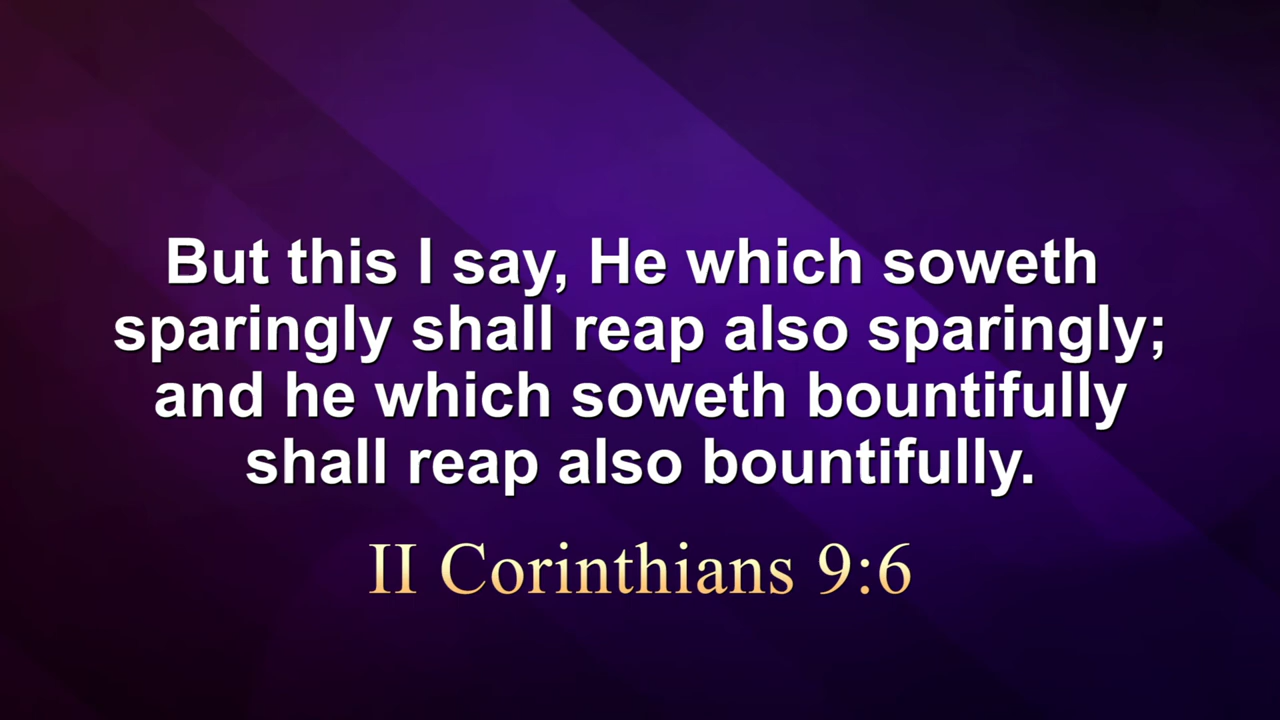 But this I say, He which soweth
sparingly shall reap also sparingly;
and he which soweth bountifully
shall reap also bountifully.
II Corinthians 9:6